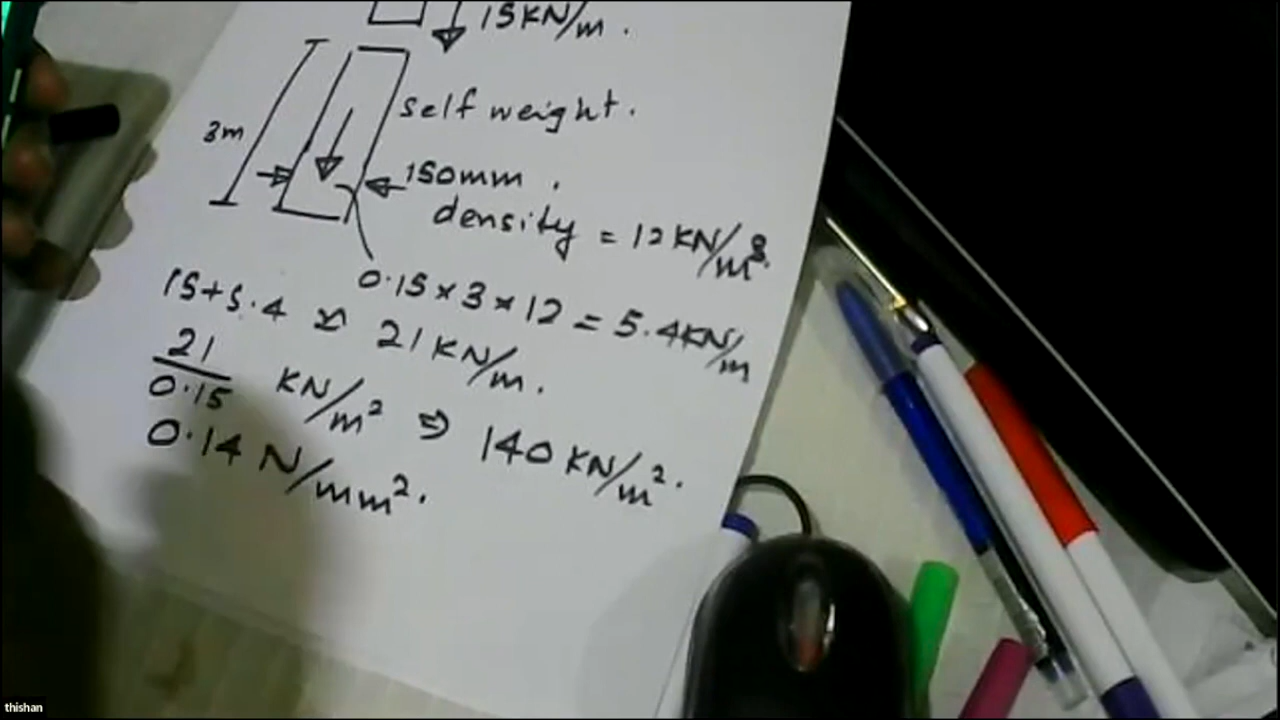 15KN/m.
3m
self weight.
150mm.
density = 12KN/m³.
0.15 × 3 × 12 = 5.4KN/m
15+5.4 ≈ 21KN/m.
21/0.15 KN/m² ⇒ 140KN/m².
0.14 N/mm².
thishan